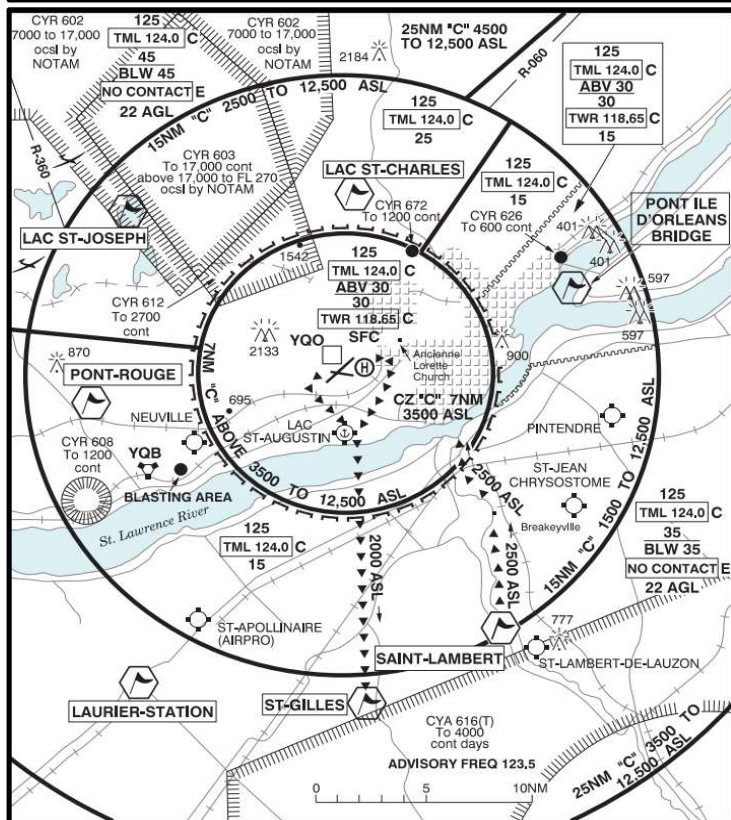 CYR 602
7000 to 17,000
ocsl by
NOTAM
125
TML 124.0 C
45
BLW 45
NO CONTACT E
22 AGL
CYR 602
7000 to 17,000
ocsl by
NOTAM
2184
25NM "C" 4500
TO 12,500 ASL
R-060
125
TML 124.0 C
ABV 30
30
TWR 118,65 C
15
15NM "C" 2500 TO 12,500 ASL
R-360
CYR 603
To 17,000 cont
above 17,000 to FL 270
ocsl by NOTAM
125
TML 124.0 C
25
LAC ST-CHARLES
125
TML 124.0 C
15
CYR 672
To 1200 cont
CYR 626
To 600 cont
401
401
PONT ILE
D'ORLEANS
BRIDGE
LAC ST-JOSEPH
1542
125
TML 124.0 C
ABV 30
30
TWR 118,65 C
SFC
597
597
CYR 612
To 2700
cont
2133
YQO
H
Ancienne
Lorette
Church
900
870
PONT-ROUGE
7NM "C" ABOVE 3500 TO 12,500 ASL
695
CZ "C" 7NM
3500 ASL
NEUVILLE
LAC
ST-AUGUSTIN
PINTENDRE
CYR 608
To 1200
cont
YQB
BLASTING AREA
St. Lawrence River
2500 ASL
ST-JEAN
CHRYSOSTOME
Breakeyville
15NM "C" 1500 TO 12,500 ASL
125
TML 124.0 C
15
2000 ASL
2500 ASL
125
TML 124.0 C
35
BLW 35
NO CONTACT E
22 AGL
ST-APOLLINAIRE
(AIRPRO)
777
SAINT-LAMBERT
ST-LAMBERT-DE-LAUZON
LAURIER-STATION
ST-GILLES
CYA 616(T)
To 4000
cont days
ADVISORY FREQ 123,5
25NM "C" 3500 TO
12,500 ASL
0 5 10NM